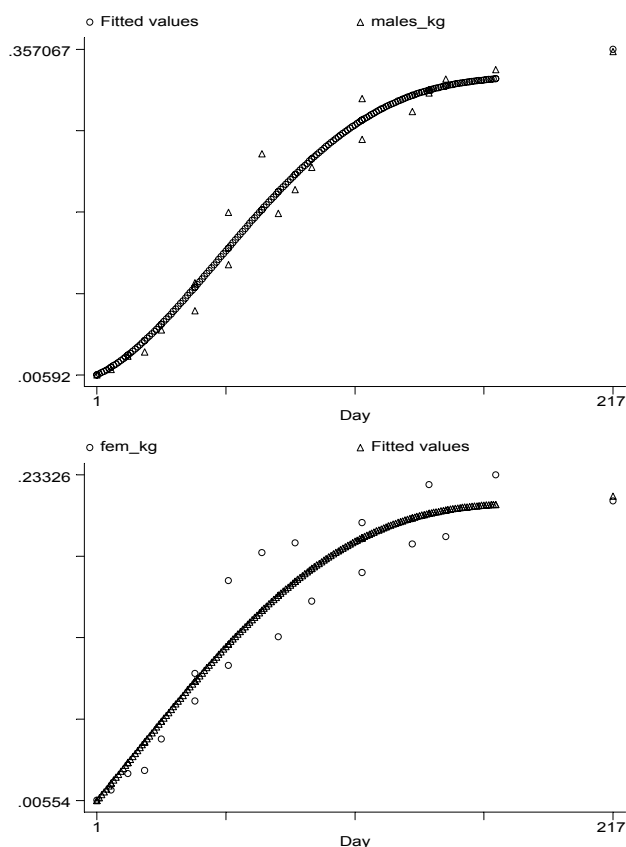 ○ Fitted values △ males_kg
.357067
.00592
1 217
Day
○ fem_kg △ Fitted values
.23326
.00554
1 217
Day